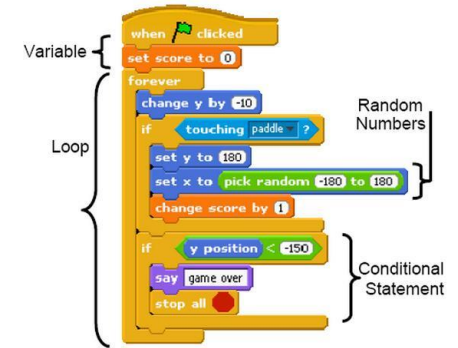 when clicked
Variable
set score to 0
forever
change y by -10
Random
Numbers
if touching paddle ?
Loop
set y to 180
set x to pick random -180 to 180
change score by 1
if y position < -150
say game over
Conditional
Statement
stop all